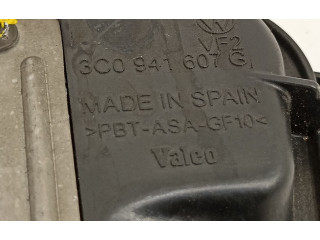 VF2
3C0 941 607 G
MADE IN SPAIN
>PBT-ASA-GF10<
Valeo